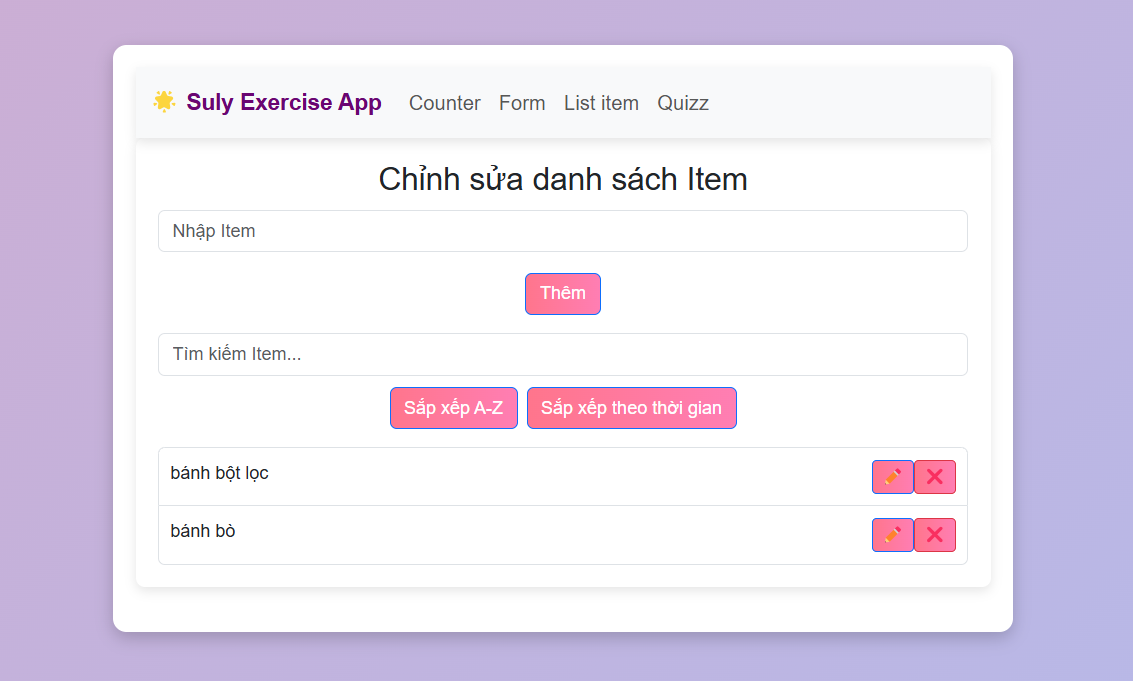 Suly Exercise App Counter Form List item Quizz
Chỉnh sửa danh sách Item
Nhập Item
Thêm
Tìm kiếm Item...
Sắp xếp A-Z Sắp xếp theo thời gian
bánh bột lọc
bánh bò